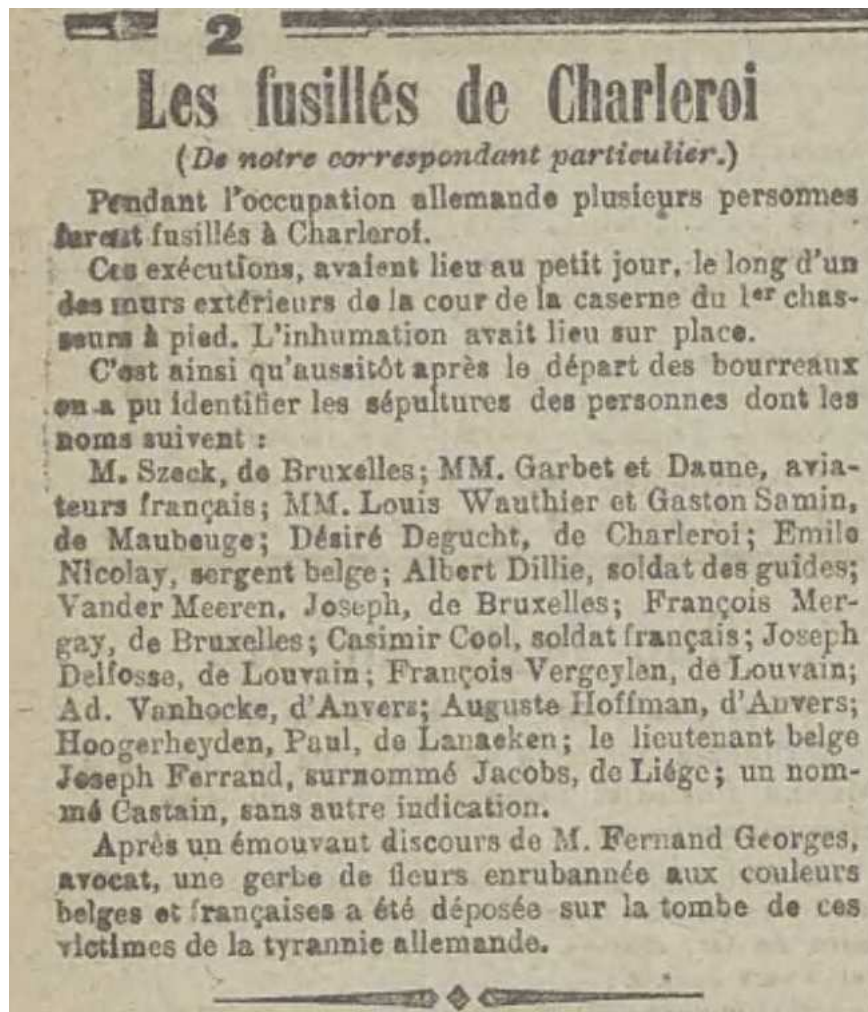 2
Les fusillés de Charleroi
(De notre correspondant particulier.)
Pendant l'occupation allemande plusieurs personnes
furent fusillés à Charleroi.
Ces exécutions, avaient lieu au petit jour, le long d'un
des murs extérieurs de la cour de la caserne du 1er chas-
seurs à pied. L'inhumation avait lieu sur place.
C'est ainsi qu'aussitôt après le départ des bourreaux
on a pu identifier les sépultures des personnes dont les
noms suivent :
M. Szeck, de Bruxelles; MM. Garbet et Daune, avia-
teurs français; MM. Louis Wauthier et Gaston Samin,
de Maubeuge; Désiré Degucht, de Charleroi; Emile
Nicolay, sergent belge; Albert Dillie, soldat des guides;
Vander Meeren, Joseph, de Bruxelles; François Mer-
gay, de Bruxelles; Casimir Cool, soldat français; Joseph
Delfosse, de Louvain; François Vergeylen, de Louvain;
Ad. Vanhocke, d'Anvers; Auguste Hoffman, d'Anvers;
Hoogerheyden, Paul, de Lanaeken; le lieutenant belge
Joseph Ferrand, surnommé Jacobs, de Liége; un nom-
mé Castain, sans autre indication.
Après un émouvant discours de M. Fernand Georges,
avocat, une gerbe de fleurs enrubannée aux couleurs
belges et françaises a été déposée sur la tombe de ces
victimes de la tyrannie allemande.